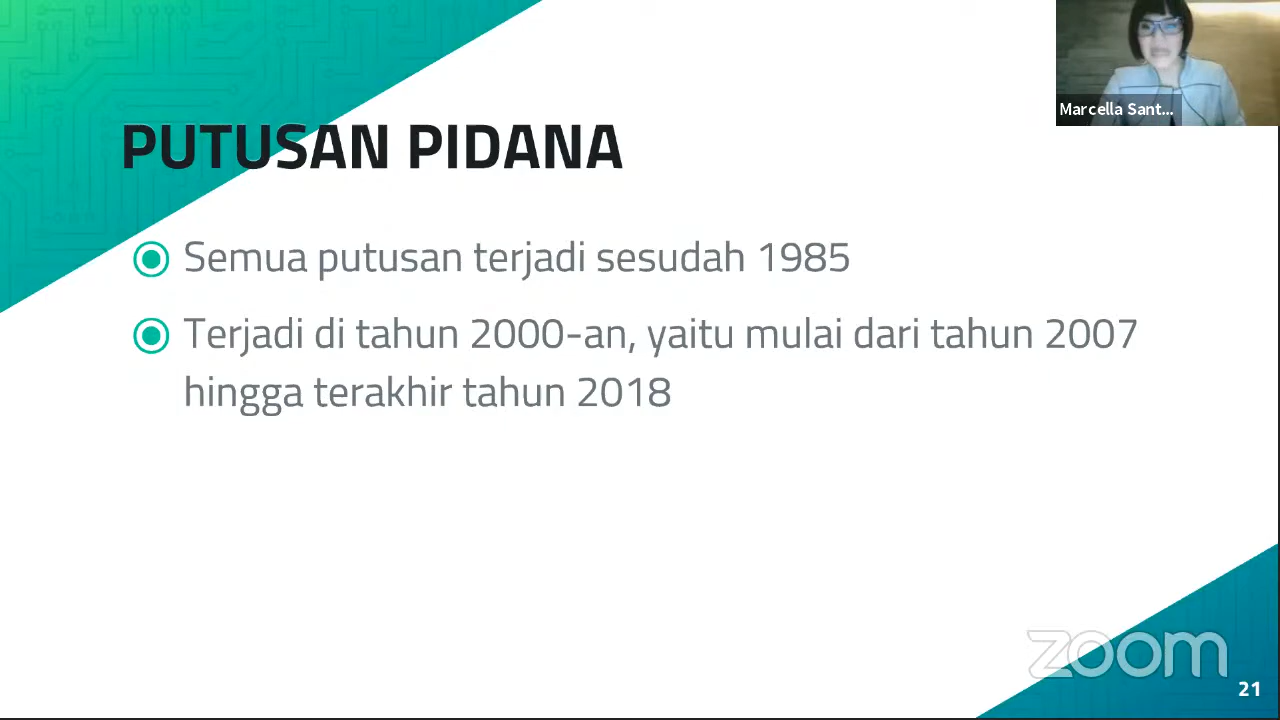 Marcella Sant...
PUTUSAN PIDANA
Semua putusan terjadi sesudah 1985
Terjadi di tahun 2000-an, yaitu mulai dari tahun 2007
hingga terakhir tahun 2018
zoom
21